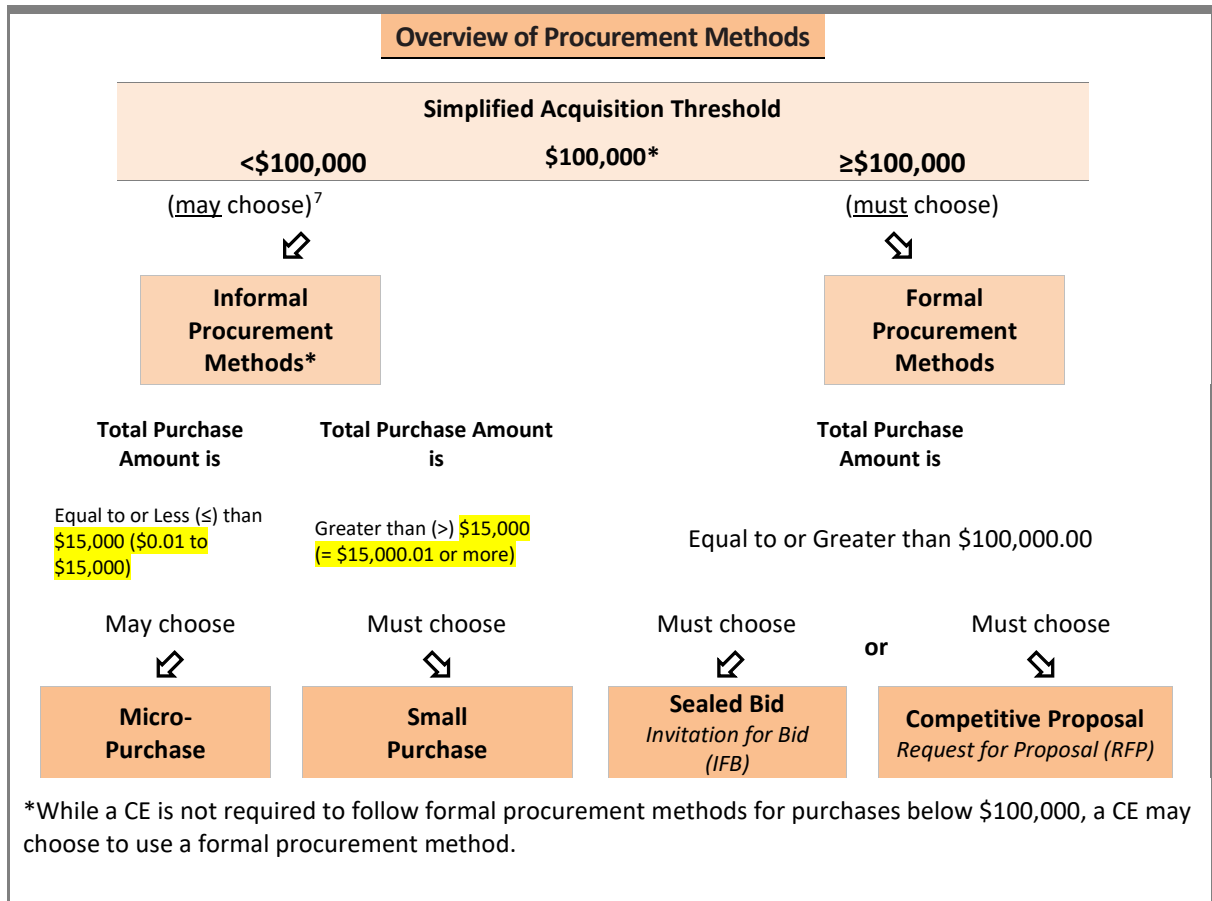 Overview of Procurement Methods
Simplified Acquisition Threshold
<$100,000
$100,000*
≥$100,000
(may choose)7
(must choose)
Informal
Procurement
Methods*
Formal
Procurement
Methods
Total Purchase
Amount is
Total Purchase Amount
is
Total Purchase
Amount is
Equal to or Less (≤) than
$15,000 ($0.01 to
$15,000)
Greater than (>) $15,000
(= $15,000.01 or more)
Equal to or Greater than $100,000.00
May choose
Must choose
Must choose
or
Must choose
Micro-
Purchase
Small
Purchase
Sealed Bid
Invitation for Bid
(IFB)
Competitive Proposal
Request for Proposal (RFP)
*While a CE is not required to follow formal procurement methods for purchases below $100,000, a CE may
choose to use a formal procurement method.